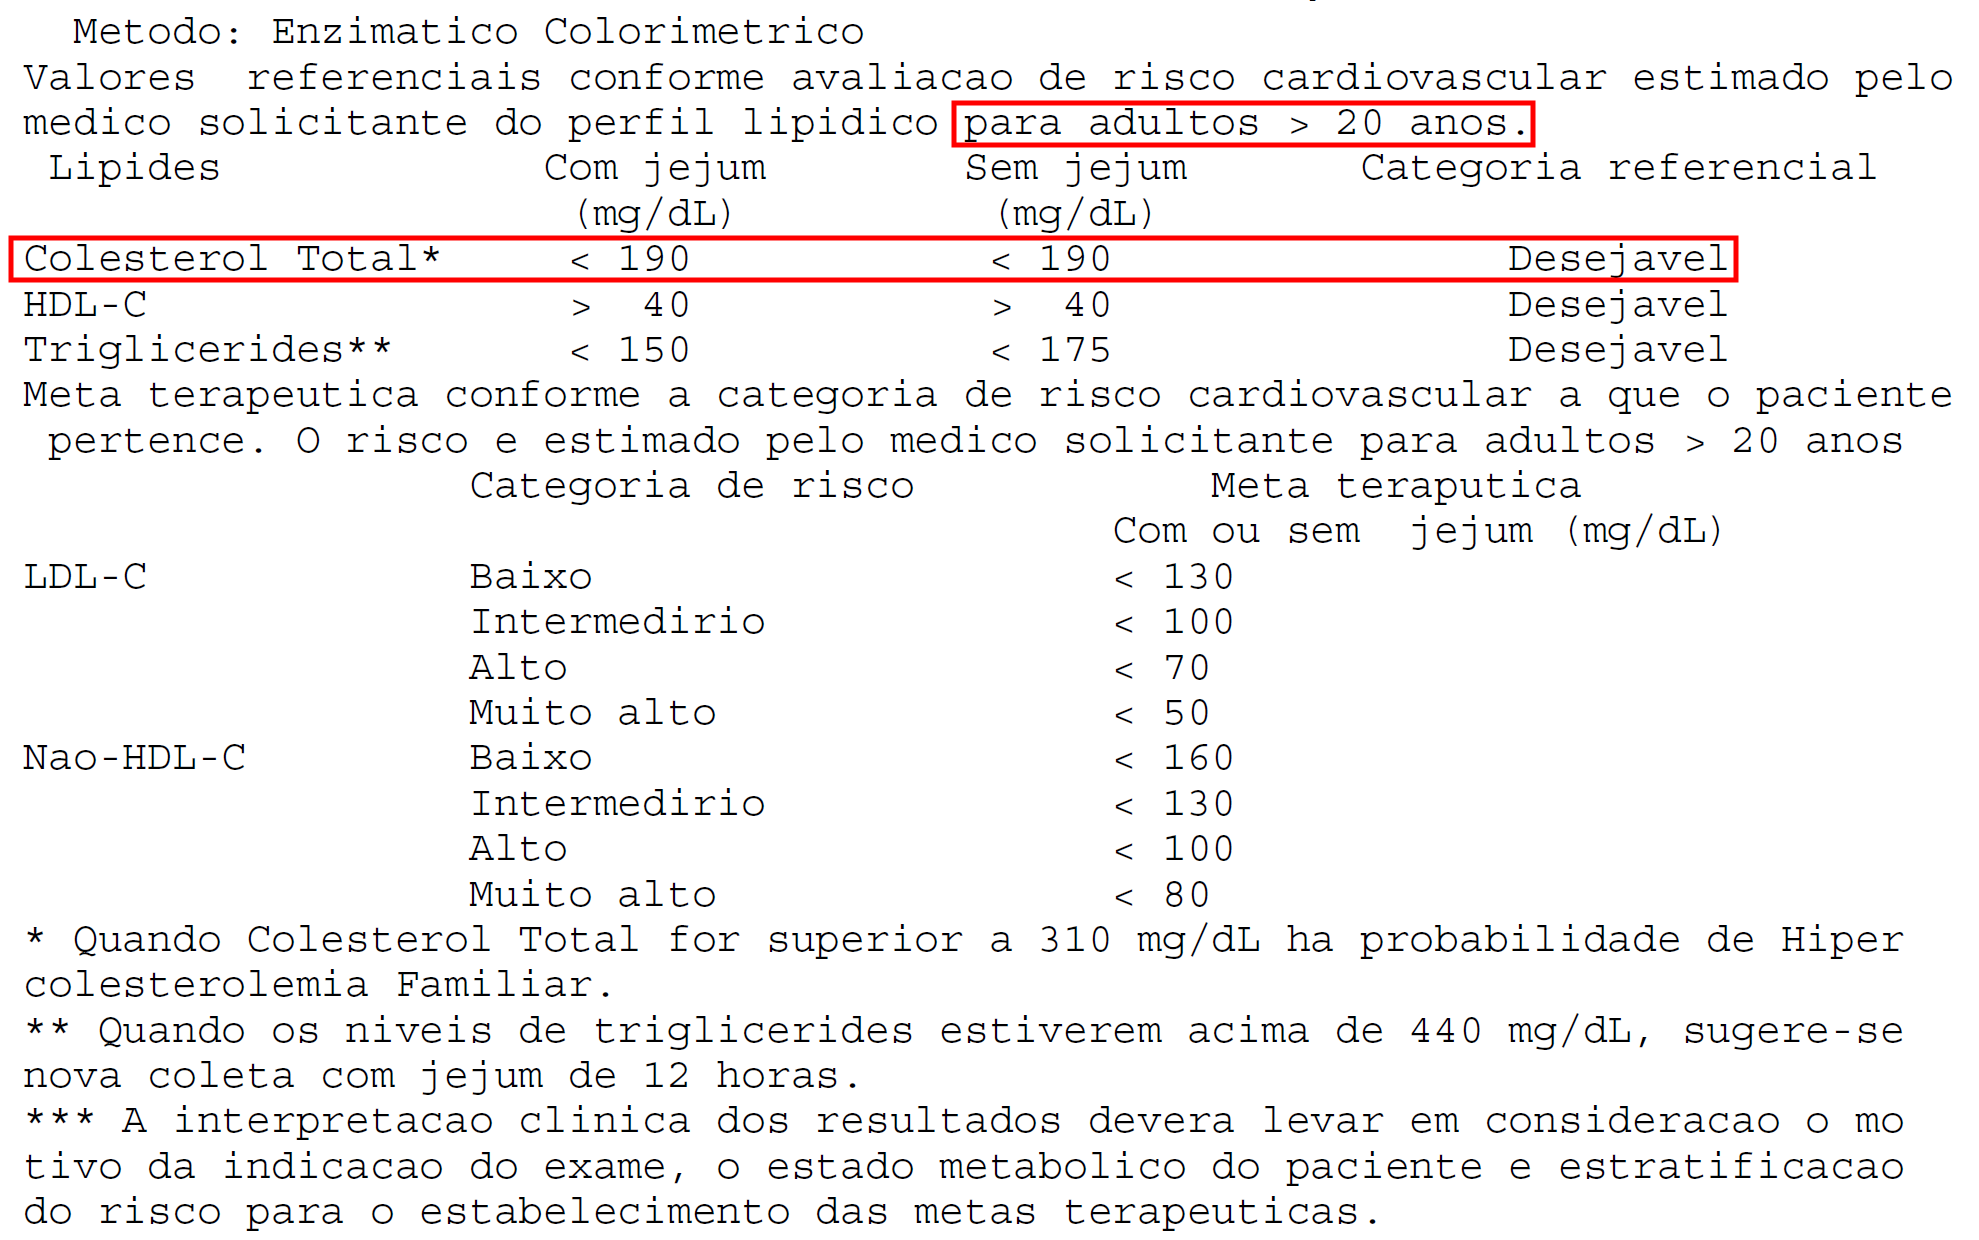 Metodo: Enzimatico Colorimetrico
Valores referenciais conforme avaliacao de risco cardiovascular estimado pelo
medico solicitante do perfil lipidico para adultos > 20 anos.
Lipides Com jejum Sem jejum Categoria referencial
(mg/dL) (mg/dL)
Colesterol Total* < 190 < 190 Desejavel
HDL-C > 40 > 40 Desejavel
Triglicerides** < 150 < 175 Desejavel
Meta terapeutica conforme a categoria de risco cardiovascular a que o paciente
pertence. O risco e estimado pelo medico solicitante para adultos > 20 anos
Categoria de risco Meta teraputica
Com ou sem jejum (mg/dL)
LDL-C Baixo < 130
Intermedirio < 100
Alto < 70
Muito alto < 50
Nao-HDL-C Baixo < 160
Intermedirio < 130
Alto < 100
Muito alto < 80
* Quando Colesterol Total for superior a 310 mg/dL ha probabilidade de Hiper
colesterolemia Familiar.
** Quando os niveis de triglicerides estiverem acima de 440 mg/dL, sugere-se
nova coleta com jejum de 12 horas.
*** A interpretacao clinica dos resultados devera levar em consideracao o mo
tivo da indicacao do exame, o estado metabolico do paciente e estratificacao
do risco para o estabelecimento das metas terapeuticas.